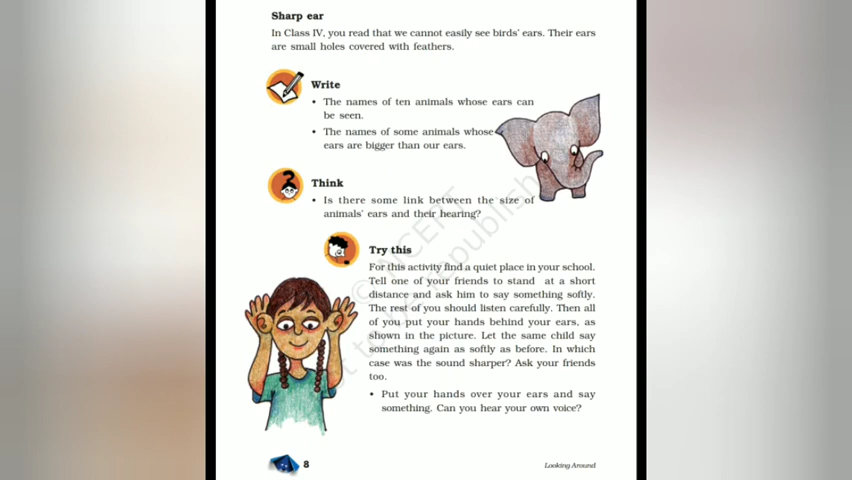 Sharp ear
In Class IV, you read that we cannot easily see birds' ears. Their ears
are small holes covered with feathers.
Write
• The names of ten animals whose ears can
be seen.
• The names of some animals whose
ears are bigger than our ears.
Think
• Is there some link between the size of
animals' ears and their hearing?
Try this
For this activity find a quiet place in your school.
Tell one of your friends to stand at a short
distance and ask him to say something softly.
The rest of you should listen carefully. Then all
of you put your hands behind your ears, as
shown in the picture. Let the same child say
something again as softly as before. In which
case was the sound sharper? Ask your friends
too.
• Put your hands over your ears and say
something. Can you hear your own voice?
8
Looking Around
© NCERT
not to be republished